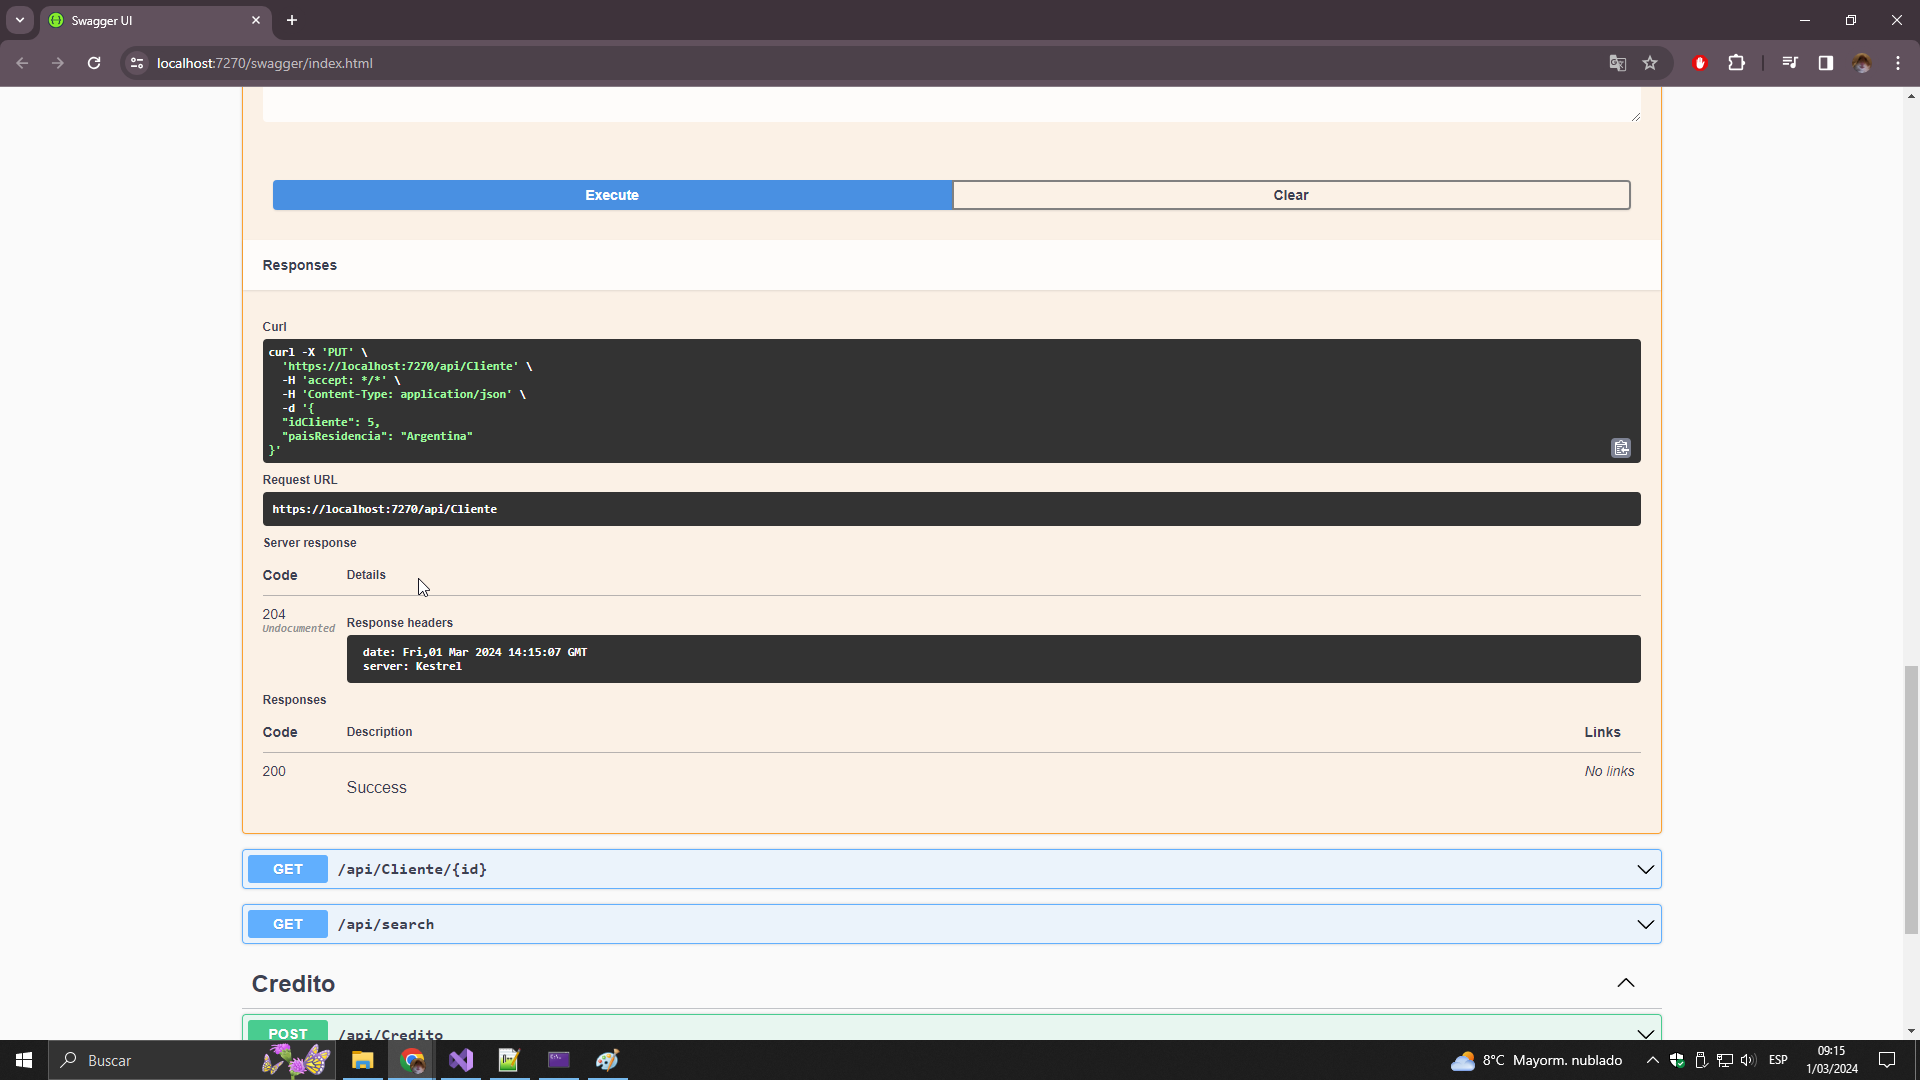 Swagger UI
localhost:7270/swagger/index.html
Execute
Clear
Responses
Curl
curl -X 'PUT' \
'https://localhost:7270/api/Cliente' \
-H 'accept: */*' \
-H 'Content-Type: application/json' \
-d '{
"idCliente": 5,
"paisResidencia": "Argentina"
}'
Request URL
https://localhost:7270/api/Cliente
Server response
Code Details
204
Undocumented
Response headers
date: Fri,01 Mar 2024 14:15:07 GMT
server: Kestrel
Responses
Code Description Links
200 No links
Success
GET /api/Cliente/{id}
GET /api/search
Credito
POST /api/Credito
Buscar
8°C Mayorm. nublado
ESP
09:15
1/03/2024